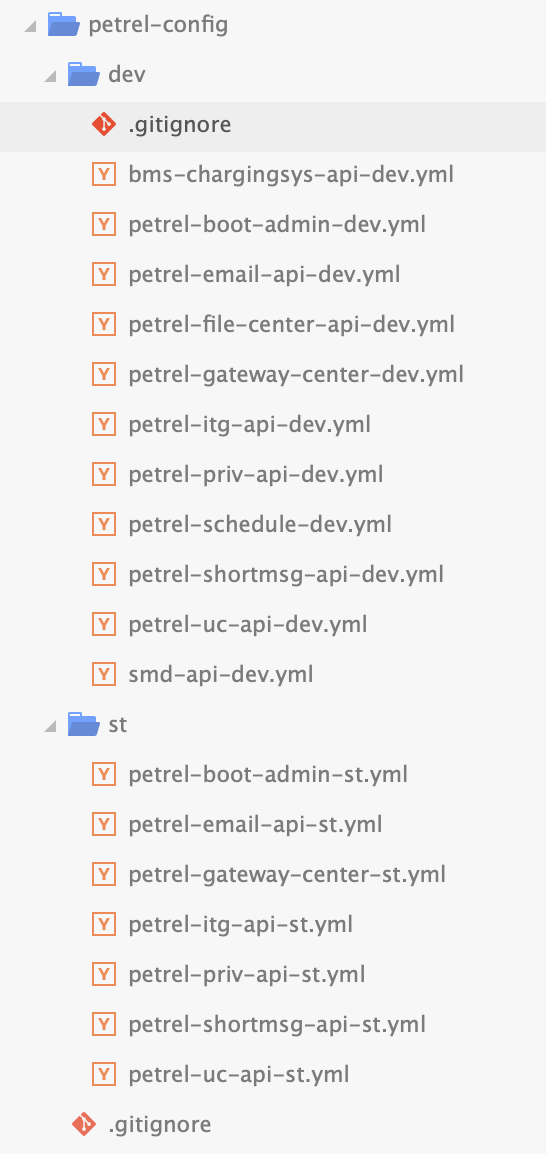 petrel-config
dev
.gitignore
Y bms-chargingsys-api-dev.yml
Y petrel-boot-admin-dev.yml
Y petrel-email-api-dev.yml
Y petrel-file-center-api-dev.yml
Y petrel-gateway-center-dev.yml
Y petrel-itg-api-dev.yml
Y petrel-priv-api-dev.yml
Y petrel-schedule-dev.yml
Y petrel-shortmsg-api-dev.yml
Y petrel-uc-api-dev.yml
Y smd-api-dev.yml
st
Y petrel-boot-admin-st.yml
Y petrel-email-api-st.yml
Y petrel-gateway-center-st.yml
Y petrel-itg-api-st.yml
Y petrel-priv-api-st.yml
Y petrel-shortmsg-api-st.yml
Y petrel-uc-api-st.yml
.gitignore